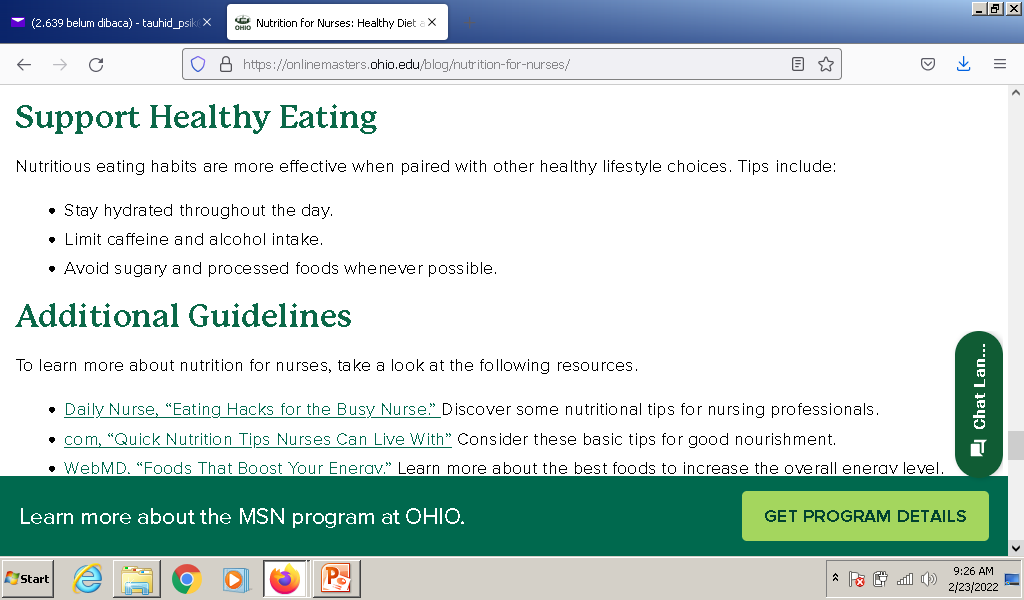 (2.639 belum dibaca) - tauhid_psik
Nutrition for Nurses: Healthy Diet a
OHIO
https://onlinemasters.ohio.edu/blog/nutrition-for-nurses/
Support Healthy Eating
Nutritious eating habits are more effective when paired with other healthy lifestyle choices. Tips include:
Stay hydrated throughout the day.
Limit caffeine and alcohol intake.
Avoid sugary and processed foods whenever possible.
Additional Guidelines
To learn more about nutrition for nurses, take a look at the following resources.
Daily Nurse, “Eating Hacks for the Busy Nurse.” Discover some nutritional tips for nursing professionals.
com, “Quick Nutrition Tips Nurses Can Live With” Consider these basic tips for good nourishment.
WebMD, “Foods That Boost Your Energy.” Learn more about the best foods to increase the overall energy level.
Chat Lan...
Learn more about the MSN program at OHIO.
GET PROGRAM DETAILS
Start
9:26 AM
2/23/2022